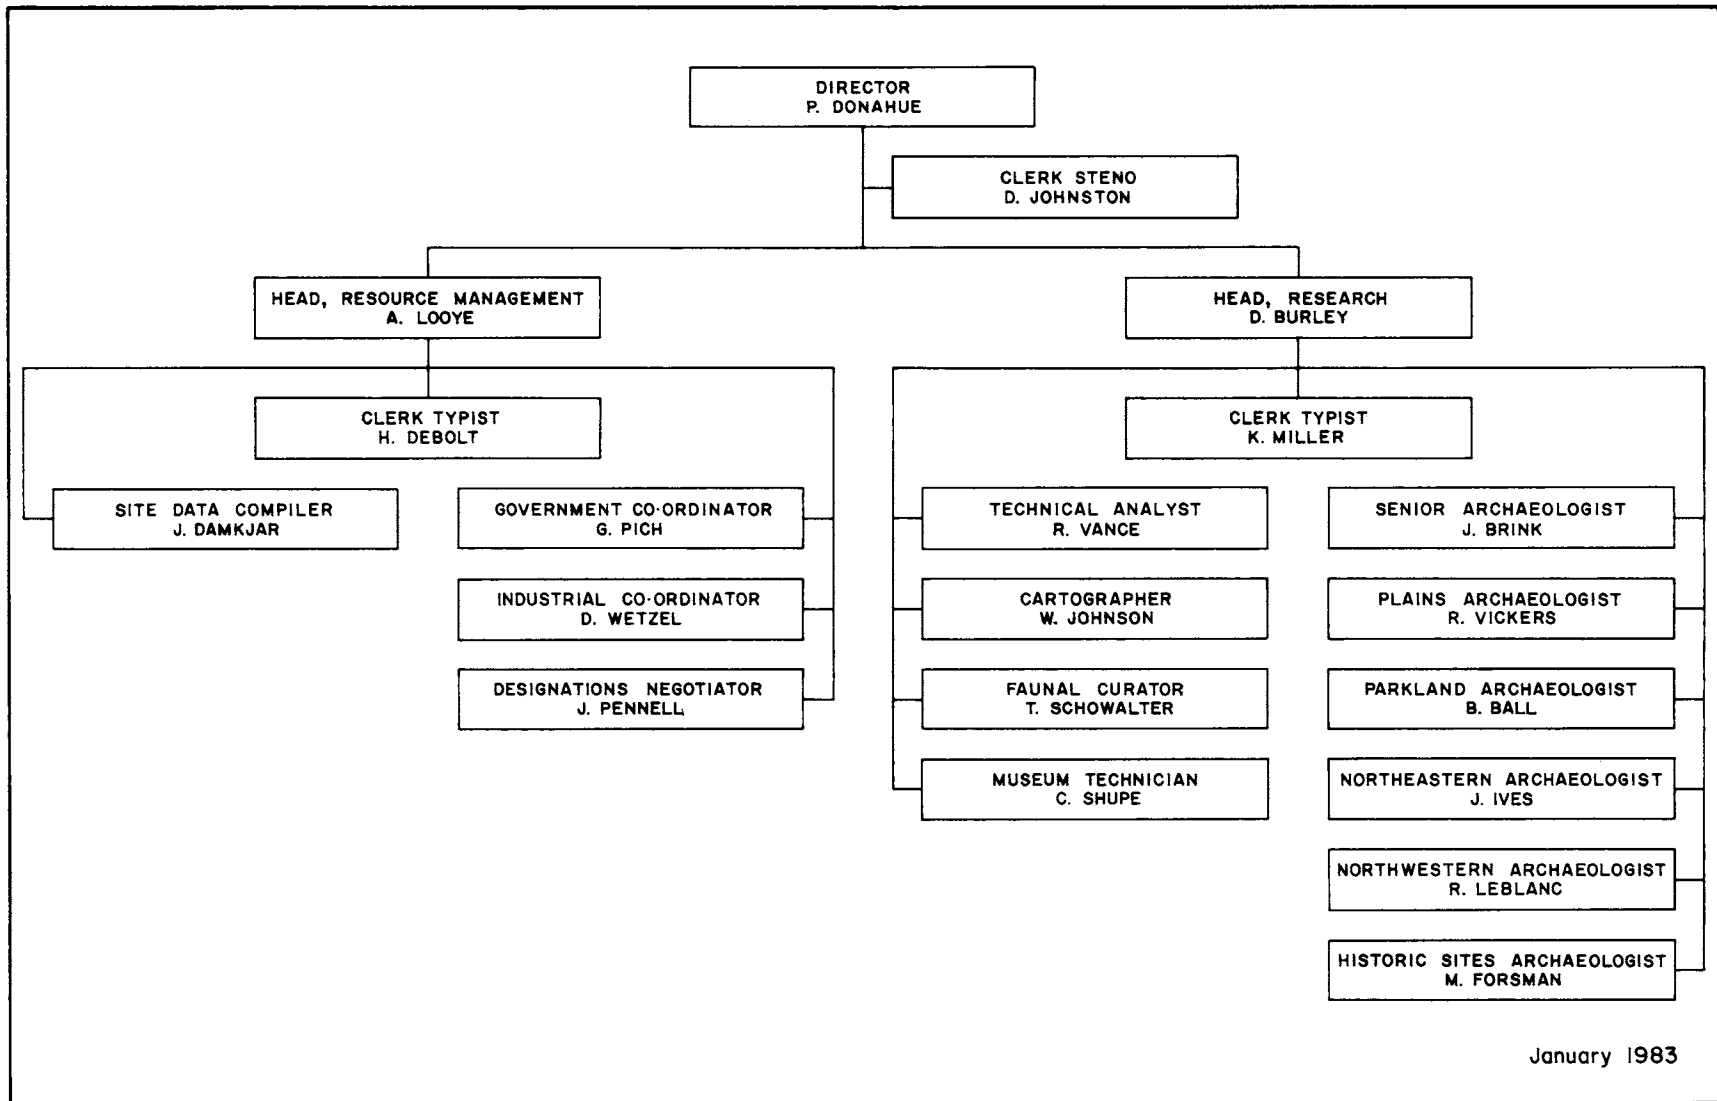 DIRECTOR
P. DONAHUE
CLERK STENO
D. JOHNSTON
HEAD, RESOURCE MANAGEMENT
A. LOOYE
HEAD, RESEARCH
D. BURLEY
CLERK TYPIST
H. DEBOLT
CLERK TYPIST
K. MILLER
SITE DATA COMPILER
J. DAMKJAR
GOVERNMENT CO-ORDINATOR
G. PICH
TECHNICAL ANALYST
R. VANCE
SENIOR ARCHAEOLOGIST
J. BRINK
INDUSTRIAL CO-ORDINATOR
D. WETZEL
CARTOGRAPHER
W. JOHNSON
PLAINS ARCHAEOLOGIST
R. VICKERS
DESIGNATIONS NEGOTIATOR
J. PENNELL
FAUNAL CURATOR
T. SCHOWALTER
PARKLAND ARCHAEOLOGIST
B. BALL
MUSEUM TECHNICIAN
C. SHUPE
NORTHEASTERN ARCHAEOLOGIST
J. IVES
NORTHWESTERN ARCHAEOLOGIST
R. LEBLANC
HISTORIC SITES ARCHAEOLOGIST
M. FORSMAN
January 1983